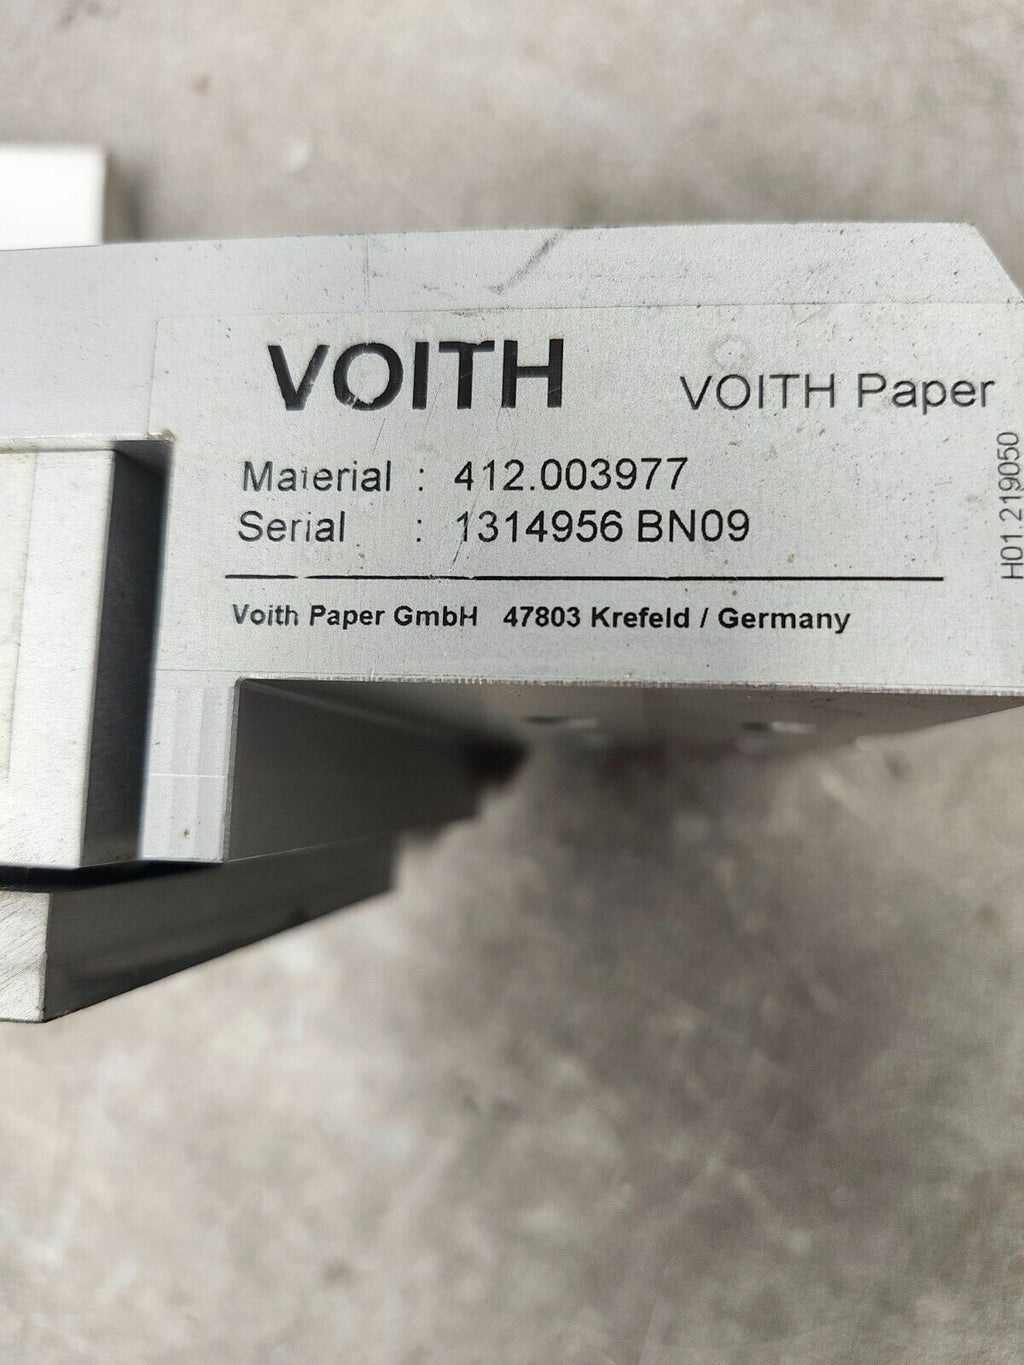 VOITH VOITH Paper
Material : 412.003977
Serial : 1314956 BN09
Voith Paper GmbH 47803 Krefeld / Germany
H01.219050